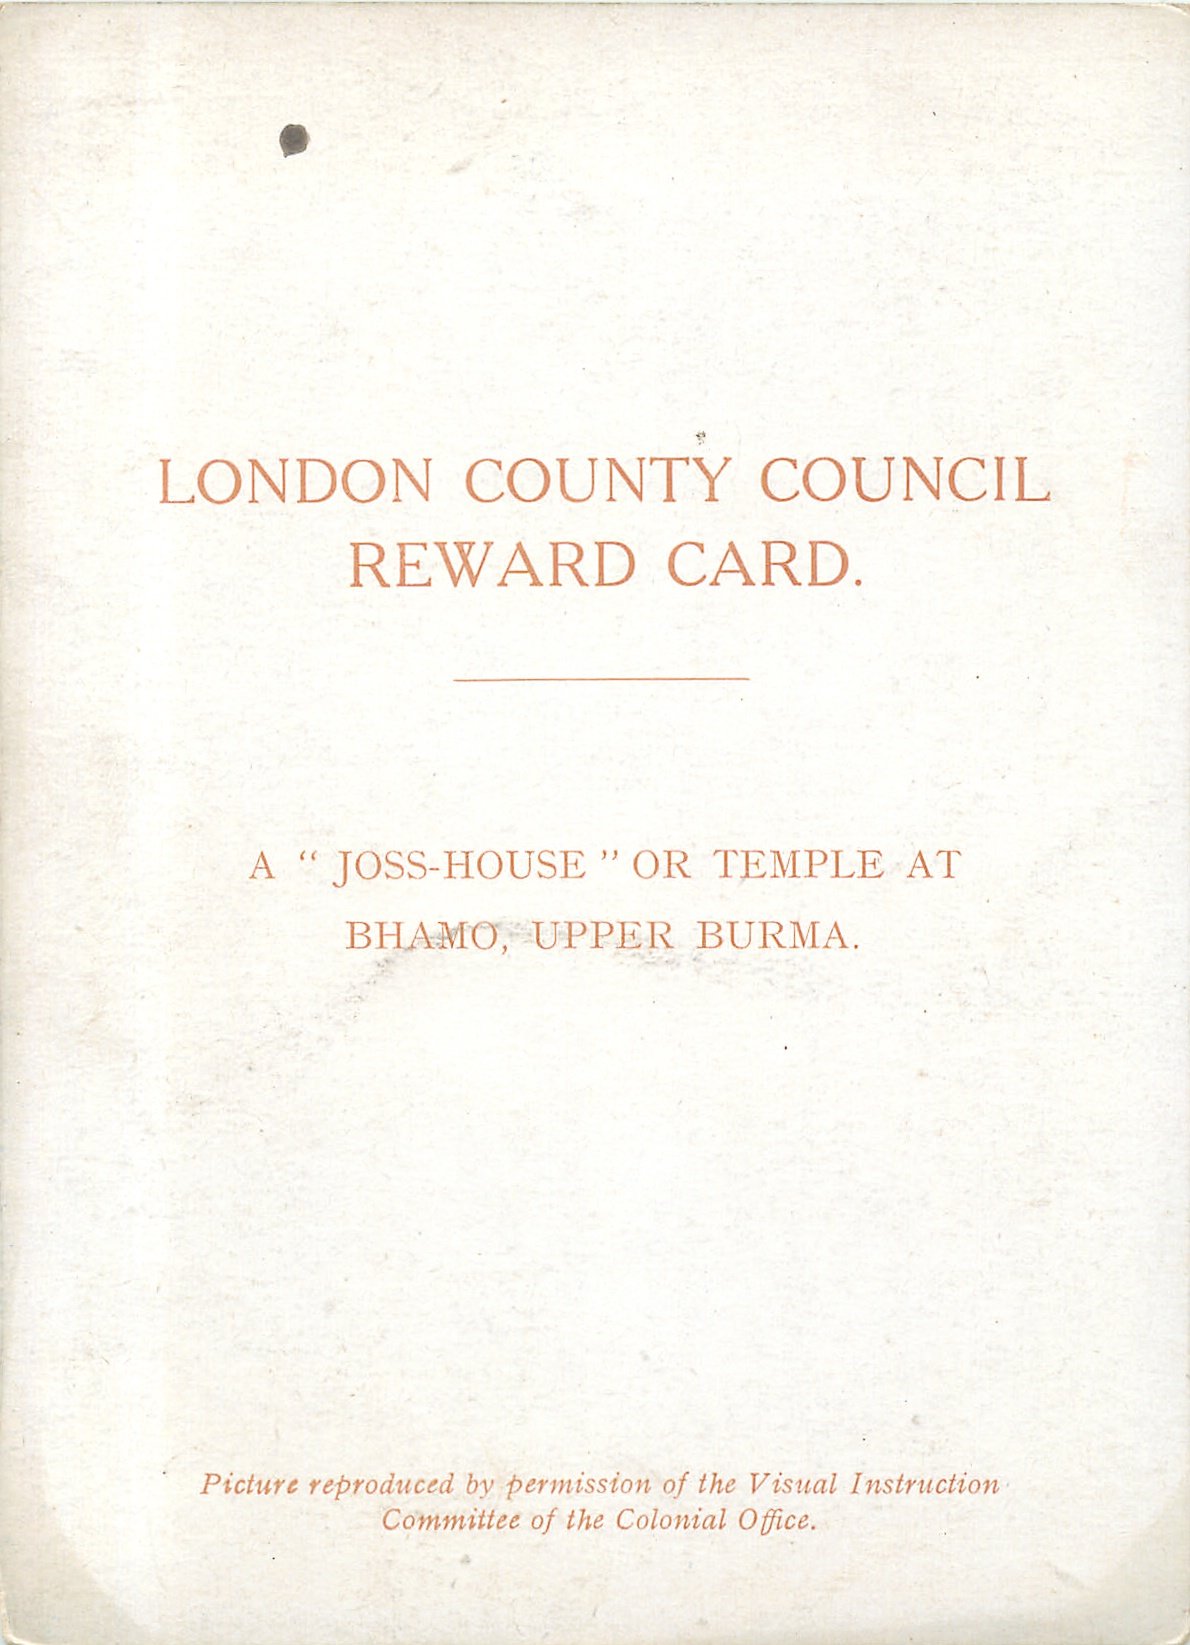 LONDON COUNTY COUNCIL
REWARD CARD.
A “ JOSS-HOUSE ” OR TEMPLE AT
BHAMO, UPPER BURMA.
Picture reproduced by permission of the Visual Instruction
Committee of the Colonial Office.